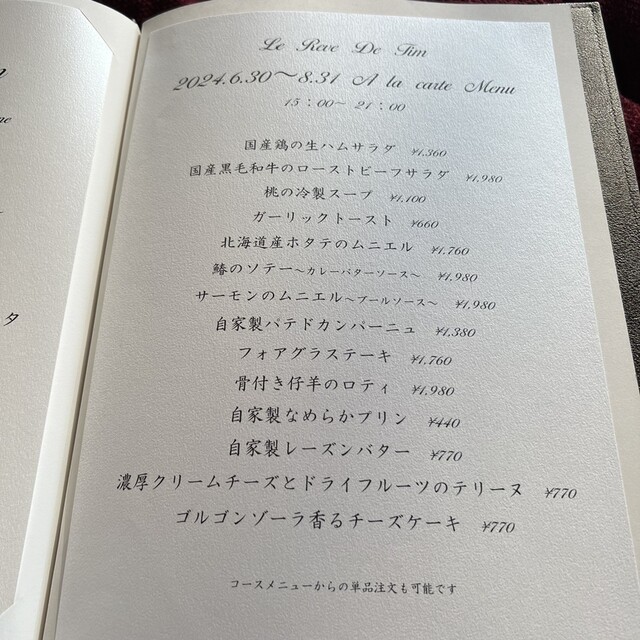 Le Reve De Tim
2024.6.30～8.31 A la carte Menu
15：00～ 21：00
国産鶏の生ハムサラダ ¥1,360
国産黒毛和牛のローストビーフサラダ ¥1,980
桃の冷製スープ ¥1,100
ガーリックトースト ¥660
北海道産ホタテのムニエル ¥1,760
鰆のソテー～カレーバターソース～ ¥1,980
サーモンのムニエル～ブールソース～ ¥1,980
自家製パテドカンパーニュ ¥1,380
フォアグラステーキ ¥1,760
骨付き仔羊のロティ ¥1,980
自家製なめらかプリン ¥440
自家製レーズンバター ¥770
濃厚クリームチーズとドライフルーツのテリーヌ ¥770
ゴルゴンゾーラ香るチーズケーキ ¥770
コースメニューからの単品注文も可能です
タ